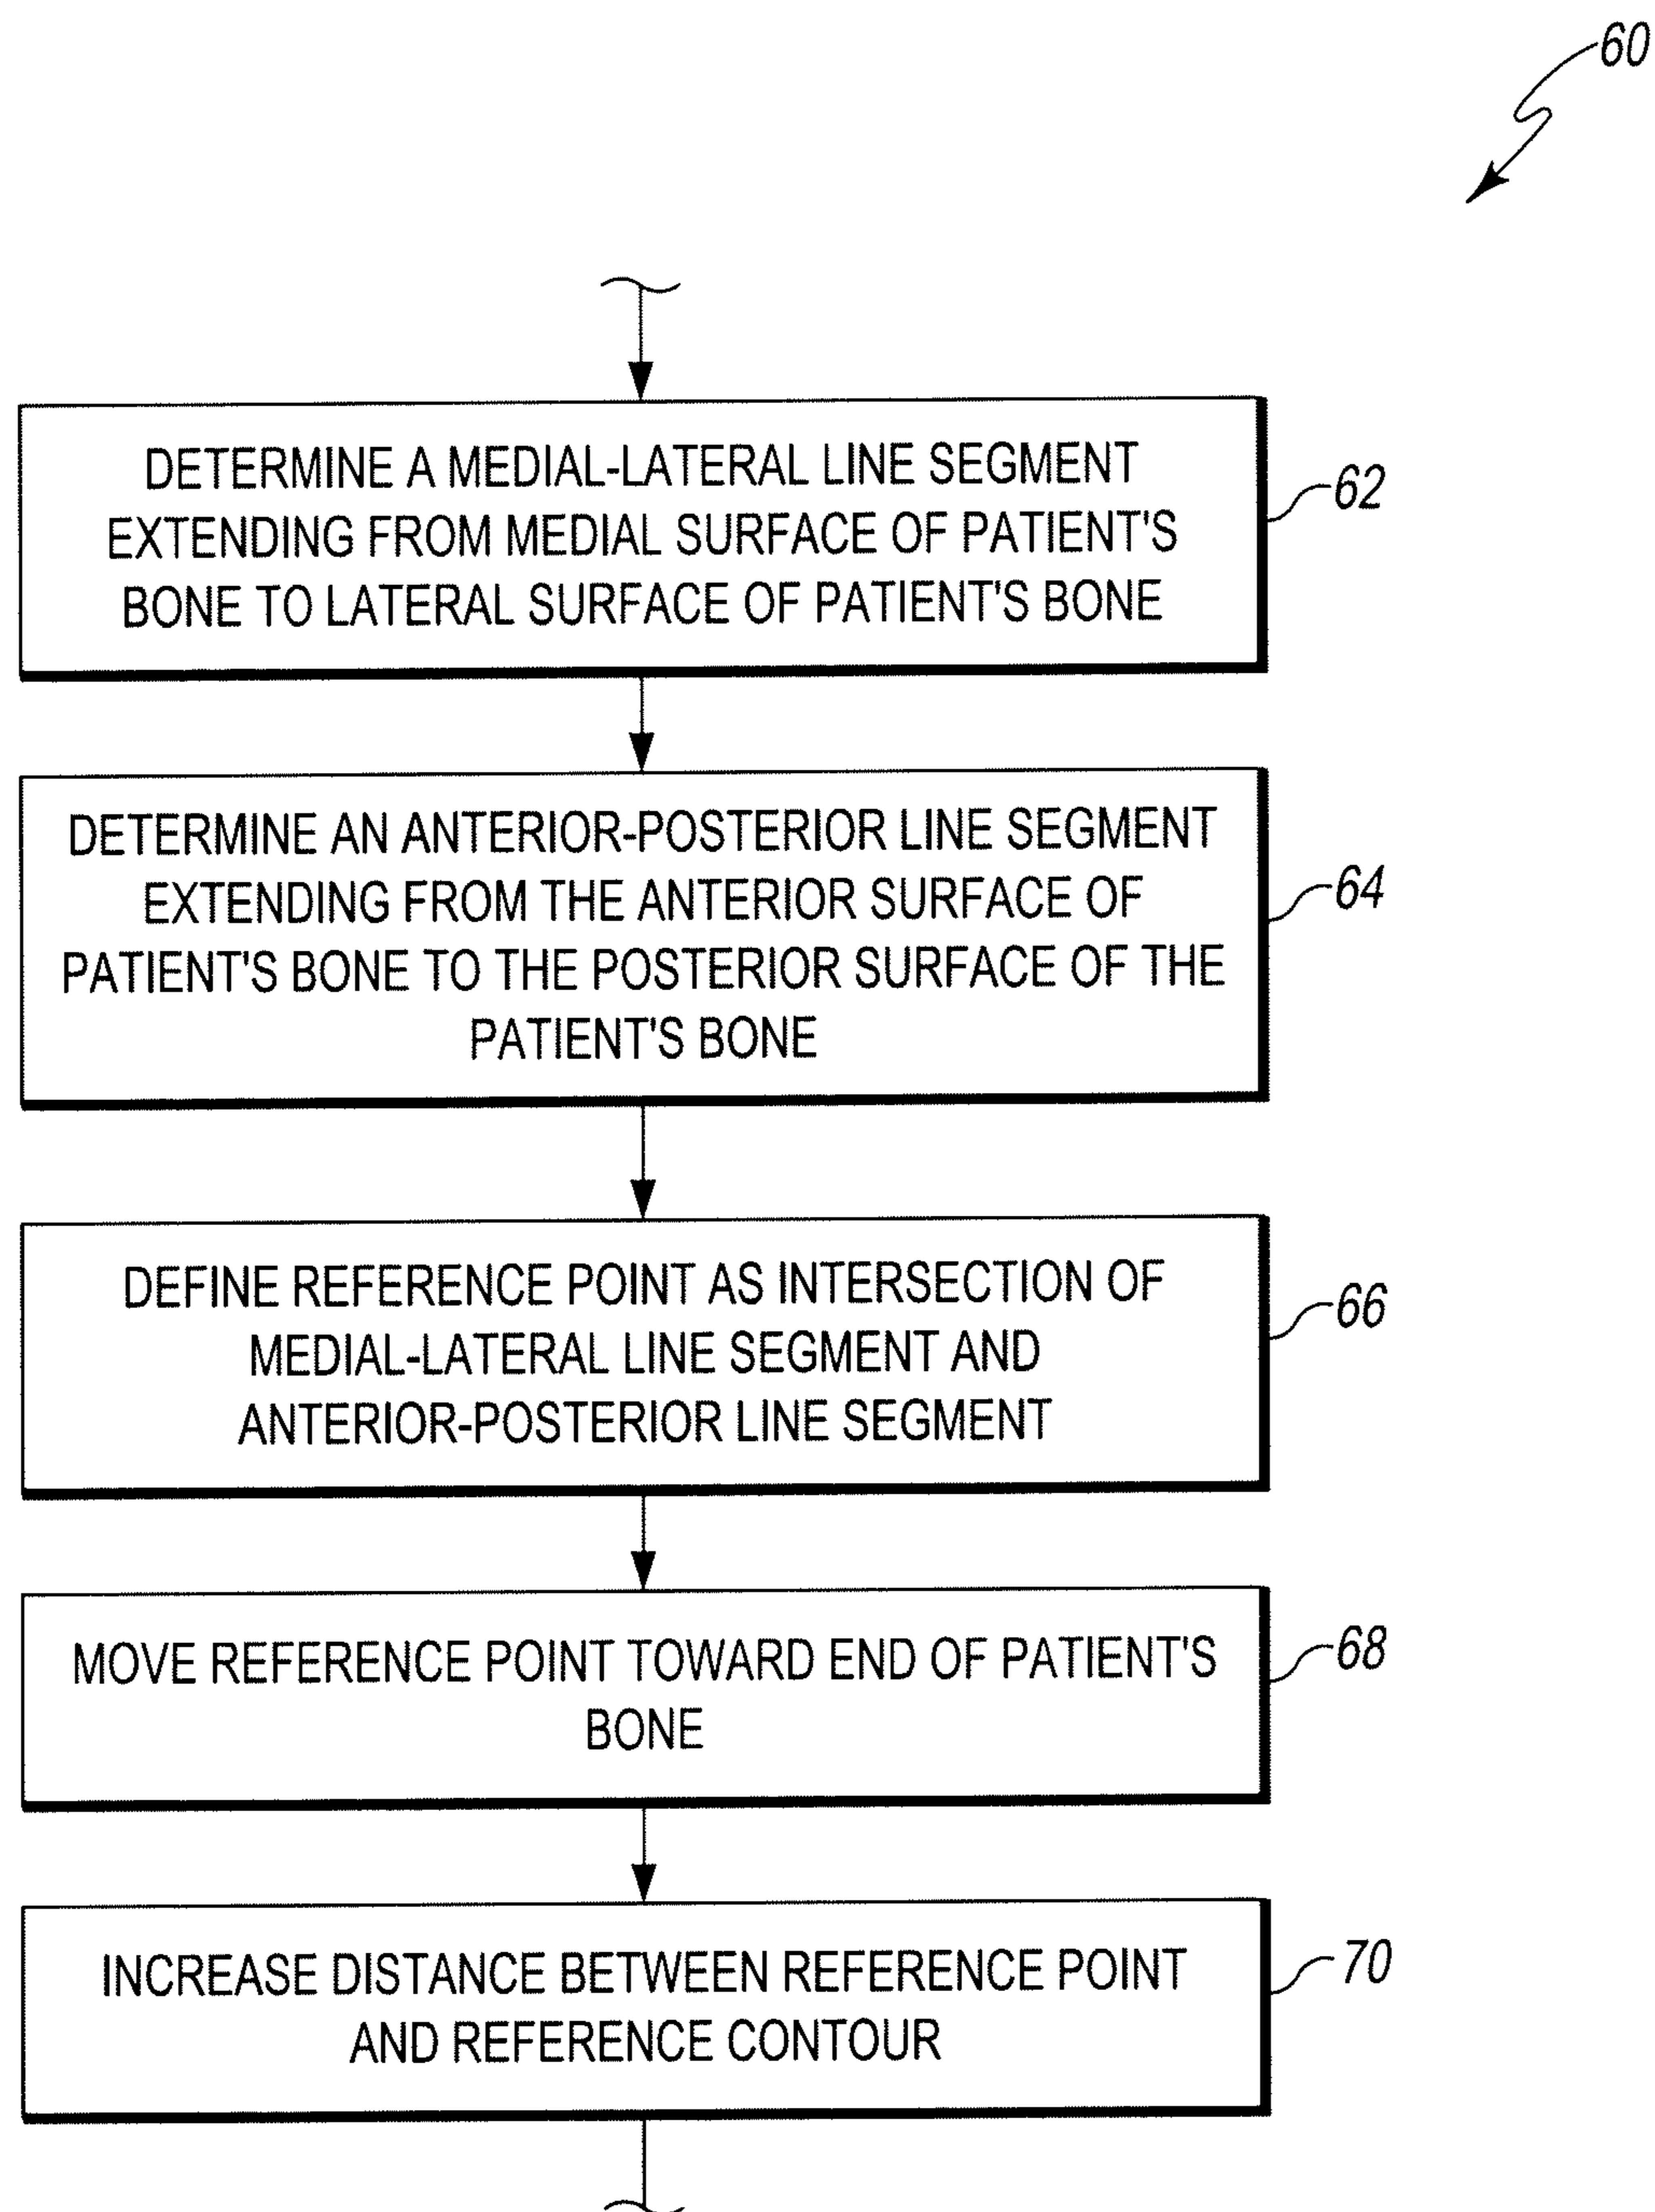 60
DETERMINE A MEDIAL-LATERAL LINE SEGMENT
EXTENDING FROM MEDIAL SURFACE OF PATIENT'S
BONE TO LATERAL SURFACE OF PATIENT'S BONE
62
DETERMINE AN ANTERIOR-POSTERIOR LINE SEGMENT
EXTENDING FROM THE ANTERIOR SURFACE OF
PATIENT'S BONE TO THE POSTERIOR SURFACE OF THE
PATIENT'S BONE
64
DEFINE REFERENCE POINT AS INTERSECTION OF
MEDIAL-LATERAL LINE SEGMENT AND
ANTERIOR-POSTERIOR LINE SEGMENT
66
MOVE REFERENCE POINT TOWARD END OF PATIENT'S
BONE
68
INCREASE DISTANCE BETWEEN REFERENCE POINT
AND REFERENCE CONTOUR
70